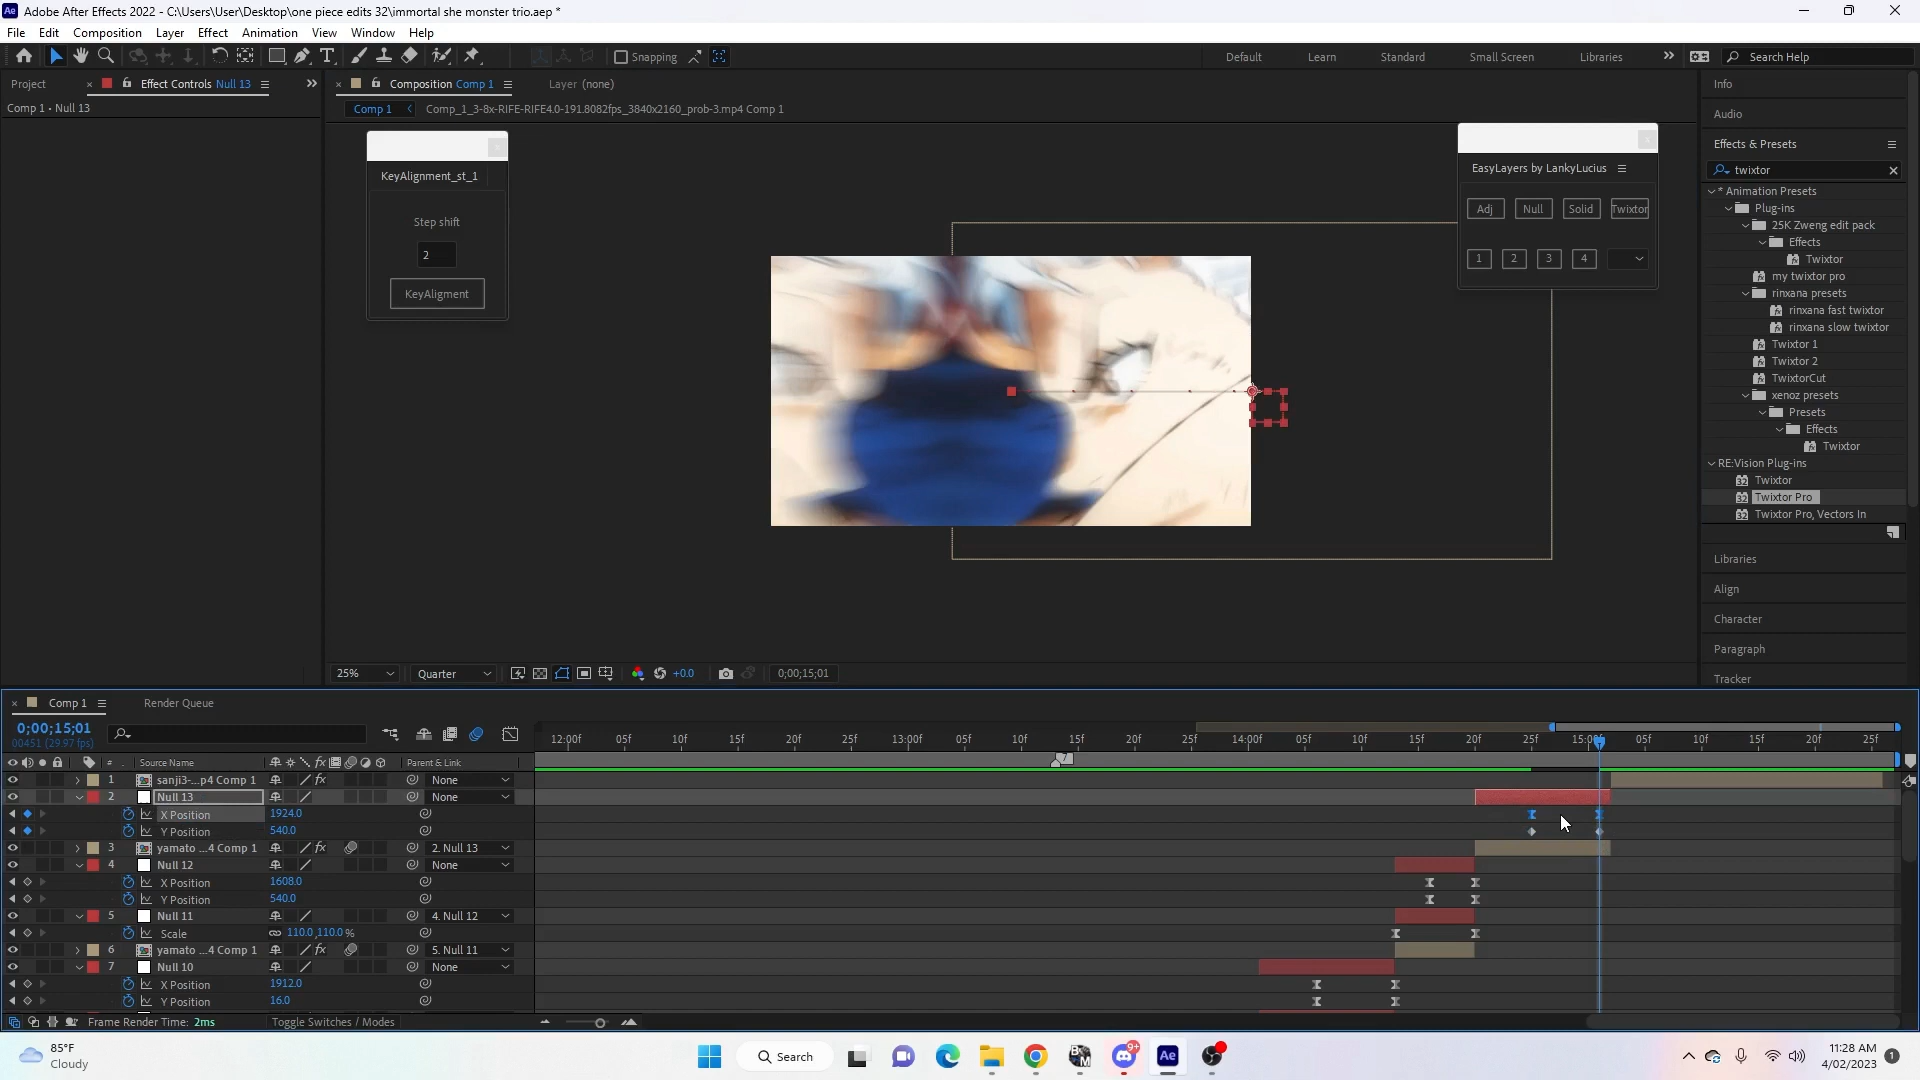 Adobe After Effects 2022 - C:\Users\User\Desktop\one piece edits 32\immortal she monster trio.aep *
File Edit Composition Layer Effect Animation View Window Help
Snapping Default Learn Standard Small Screen Libraries Search Help
Project Effect Controls Null 13 Composition Comp 1 Layer (none) Info
Comp 1 • Null 13 Comp 1 Comp_1_3-8x-RIFE-RIFE4.0-191.8082fps_3840x2160_prob-3.mp4 Comp 1
Audio
Effects & Presets
twixtor
KeyAlignment_st_1
Step shift
2
KeyAligment
EasyLayers by LankyLucius
Adj Null Solid Twixtor
1 2 3 4
* Animation Presets
Plug-ins
25K Zweng edit pack
Effects
Twixtor
my twixtor pro
rinxana presets
rinxana fast twixtor
rinxana slow twixtor
Twixtor 1
Twixtor 2
TwixtorCut
xenoz presets
Presets
Effects
Twixtor
RE:Vision Plug-ins
Twixtor
Twixtor Pro
Twixtor Pro, Vectors In
Libraries
Align
Character
Paragraph
Tracker
25% Quarter +0.0 0;00;15;01
Comp 1 Render Queue
0;00;15;01
00451 (29.97 fps)
12:00f 05f 10f 15f 20f 25f 13:00f 05f 10f 15f 20f 25f 14:00f 05f 10f 15f 20f 25f 15:00f 05f 10f 15f 20f 25f
7
# Source Name fx Parent & Link
1 sanji3-...p4 Comp 1 fx None
2 Null 13 None
X Position 1924.0
Y Position 540.0
3 yamato ...4 Comp 1 fx 2. Null 13
4 Null 12 None
X Position 1608.0
Y Position 540.0
5 Null 11 4. Null 12
Scale 110.0,110.0%
6 yamato ...4 Comp 1 fx 5. Null 11
7 Null 10 None
X Position 1912.0
Y Position 16.0
Frame Render Time: 2ms Toggle Switches / Modes
85°F
Cloudy
Search
9+
Ae
11:28 AM
4/02/2023
1